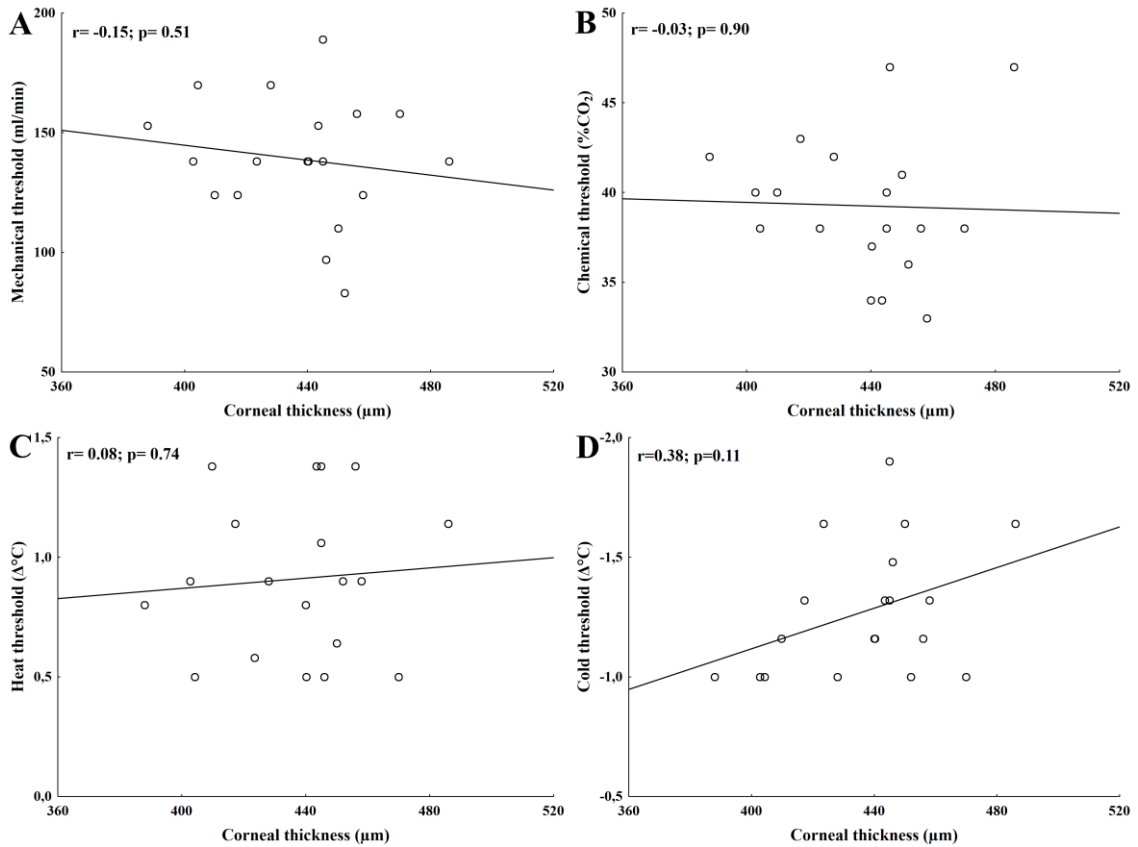 A
r= -0.15; p= 0.51
Mechanical threshold (ml/min)
200
150
100
50
360 400 440 480 520
Corneal thickness (µm)
B
r= -0.03; p= 0.90
Chemical threshold (%CO₂)
50
45
40
35
30
360 400 440 480 520
Corneal thickness (µm)
C
r= 0.08; p= 0.74
Heat threshold (Δ°C)
1,5
1,0
0,5
0,0
360 400 440 480 520
Corneal thickness (µm)
D
r=0.38; p=0.11
Cold threshold (Δ°C)
-2.0
-1.5
-1.0
-0.5
360 400 440 480 520
Corneal thickness (µm)